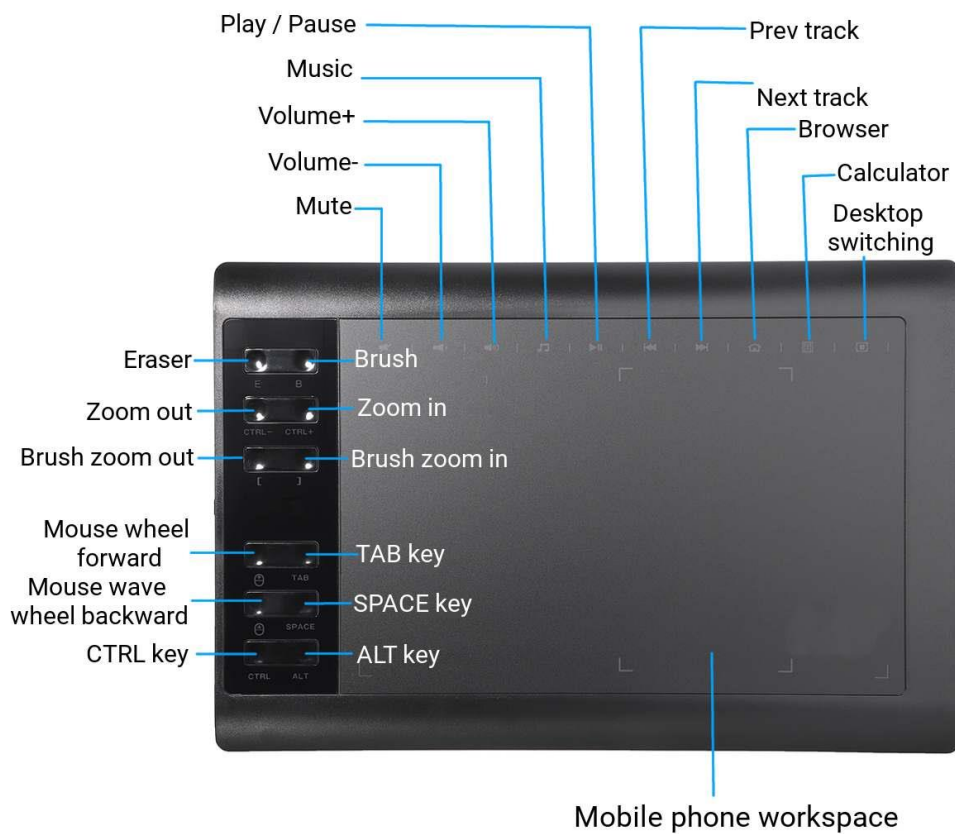 Play / Pause
Prev track
Music
Next track
Volume+
Browser
Volume-
Calculator
Mute
Desktop
switching
Eraser
Brush
E B
Zoom out
Zoom in
CTRL- CTRL+
Brush zoom out
Brush zoom in
[ ]
Mouse wheel
forward
TAB key
TAB
Mouse wave
wheel backward
SPACE key
SPACE
CTRL key
ALT key
CTRL ALT
Mobile phone workspace